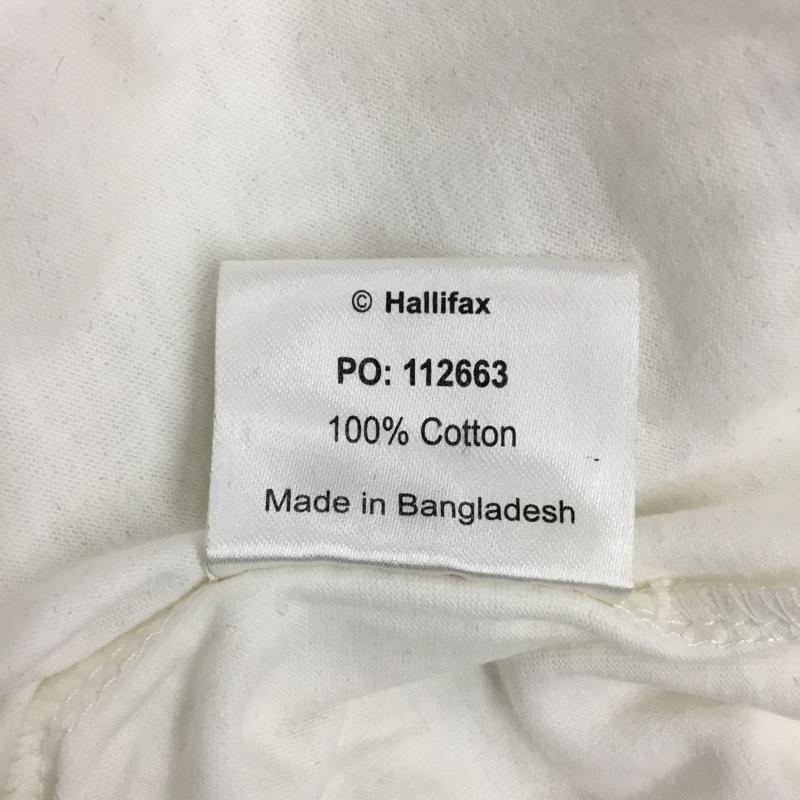 © Hallifax
PO: 112663
100% Cotton
Made in Bangladesh